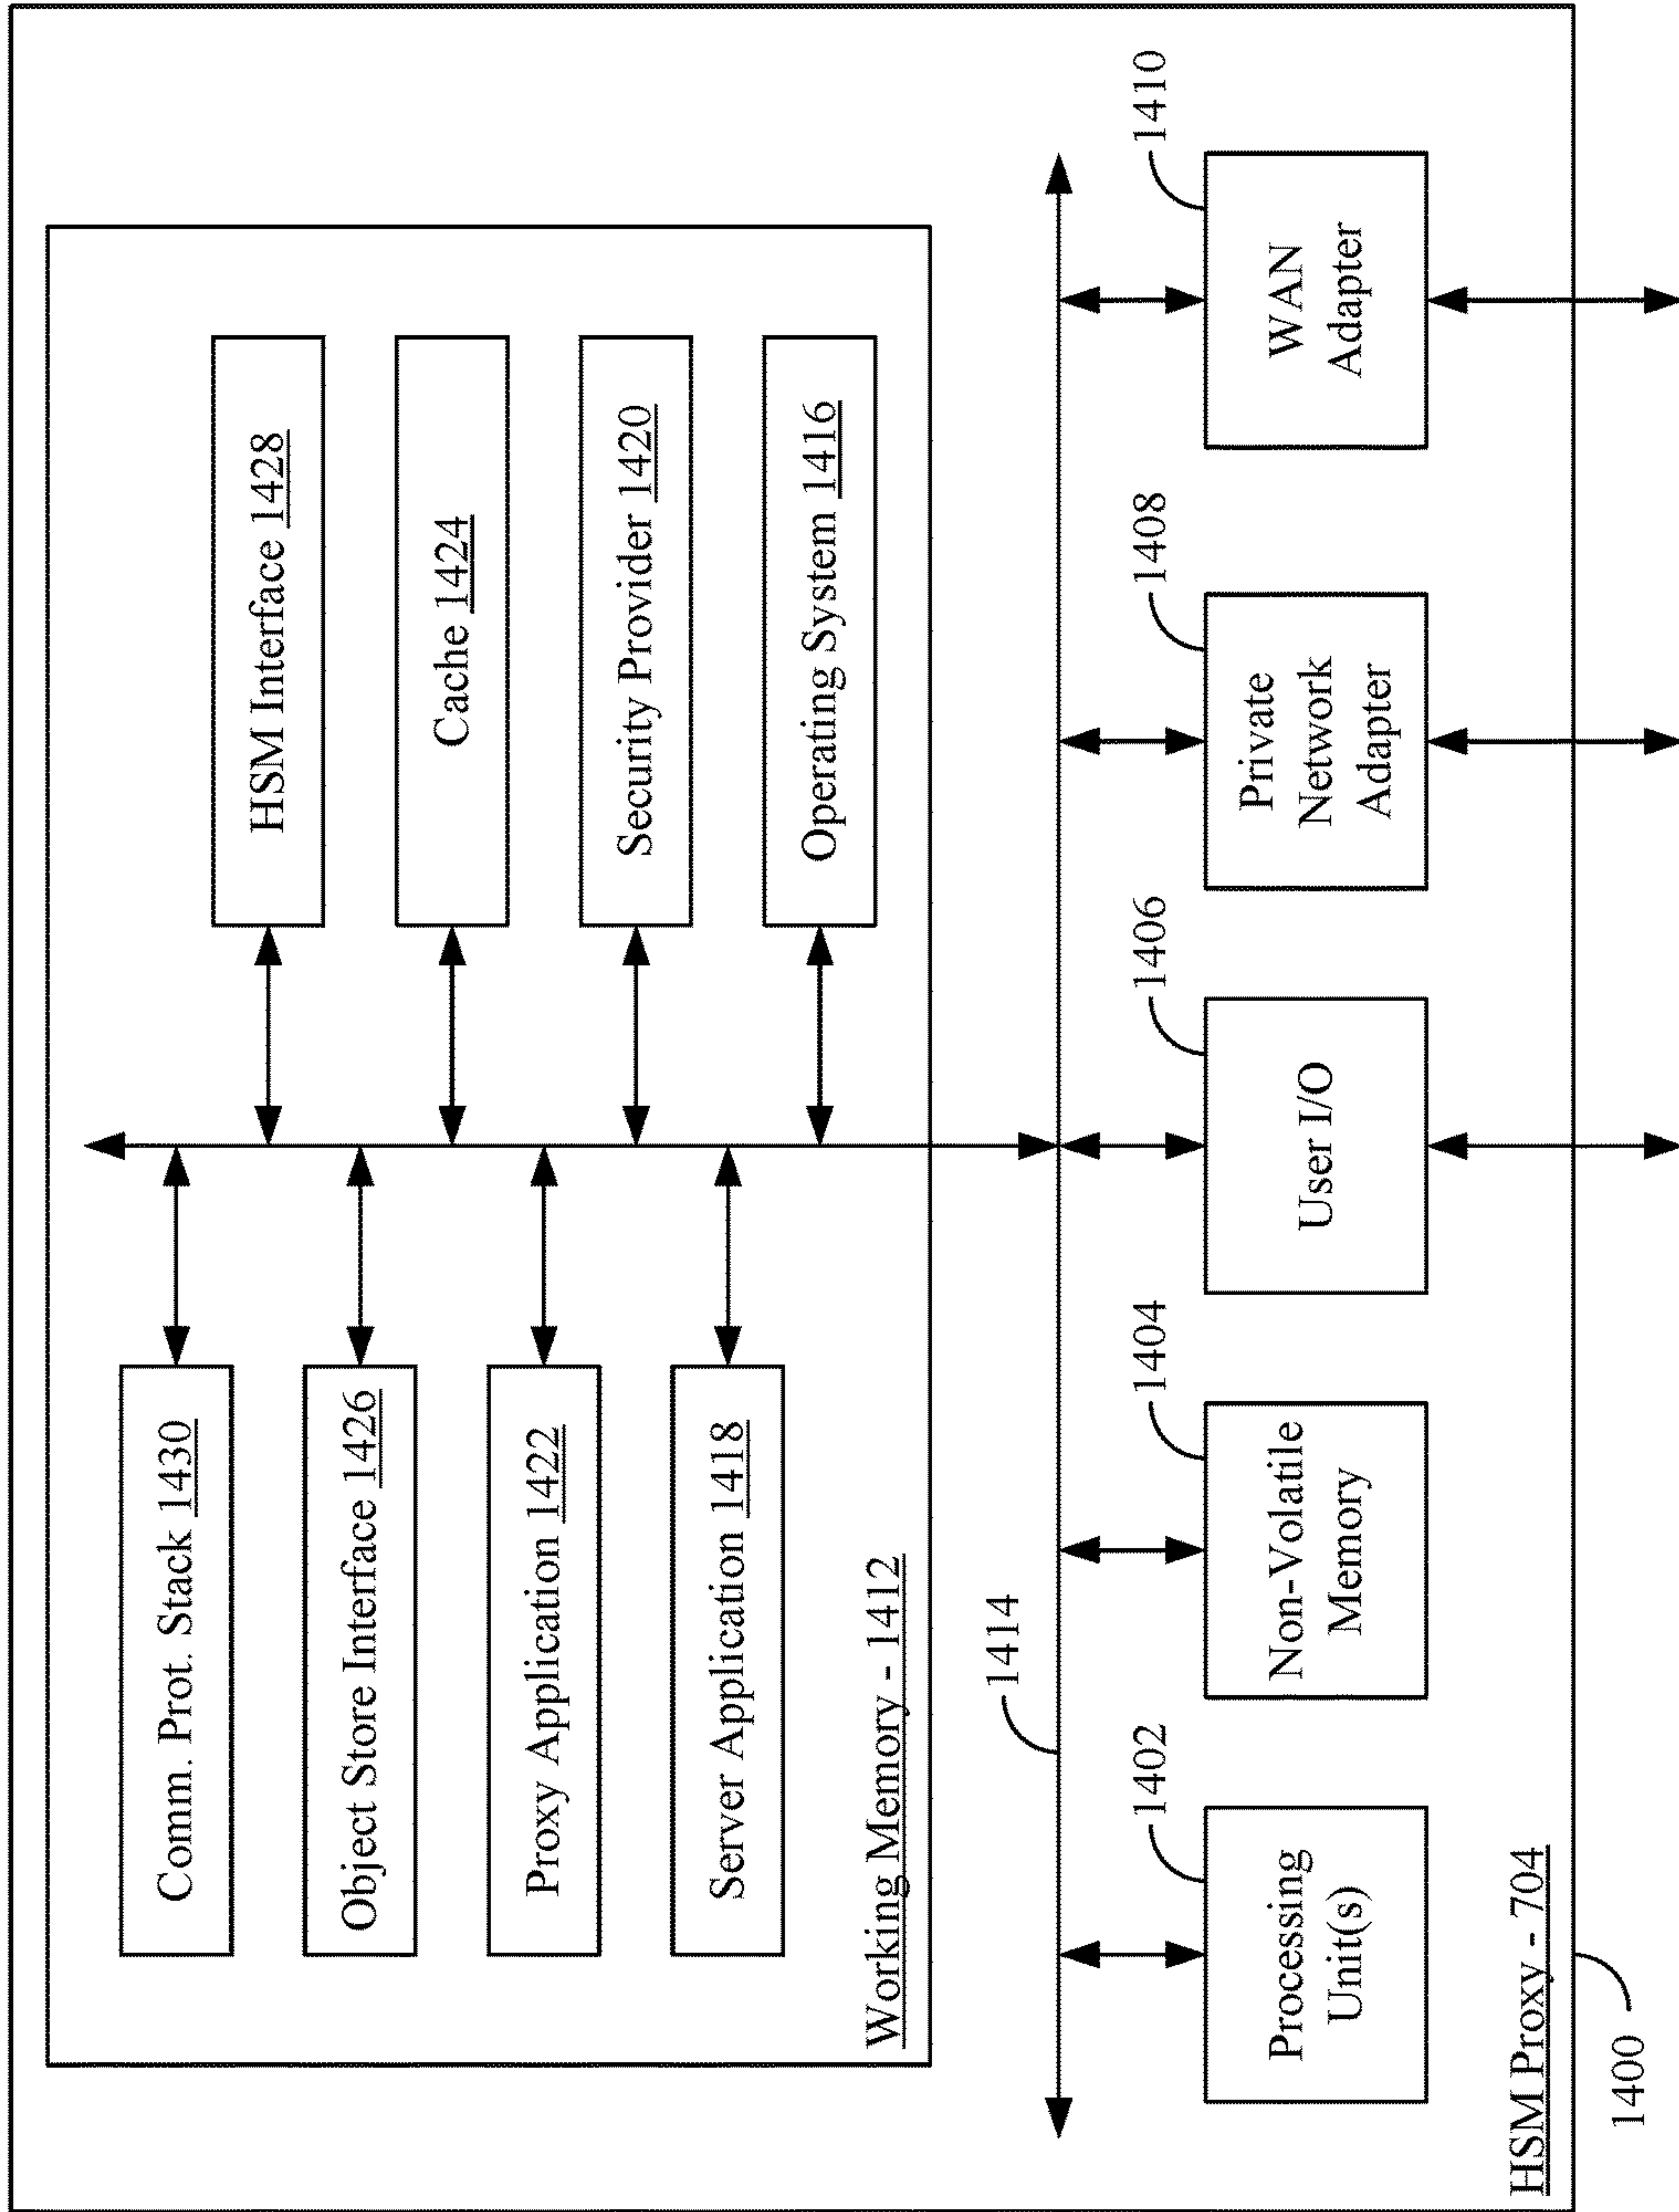 Comm. Prot. Stack 1430
HSM Interface 1428
Object Store Interface 1426
Cache 1424
Proxy Application 1422
Security Provider 1420
Server Application 1418
Operating System 1416
Working Memory - 1412
1414
1402
1404
1406
1408
1410
Processing
Unit(s)
Non-Volatile
Memory
User I/O
Private
Network
Adapter
WAN
Adapter
HSM Proxy - 704
1400